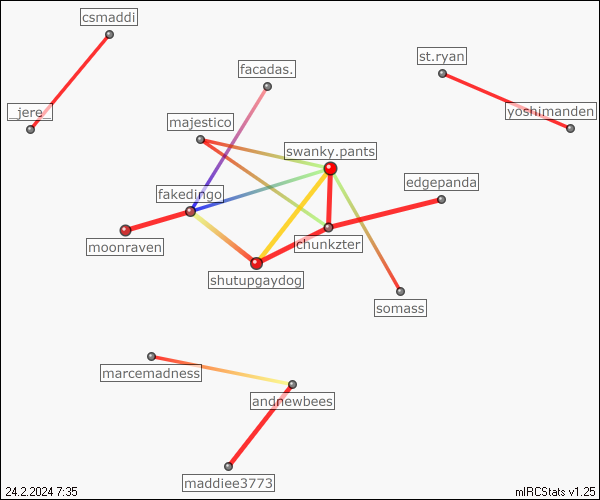 csmaddi
st.ryan
facadas.
_jere_
yoshimanden
majestico
swanky.pants
edgepanda
fakedingo
moonraven
chunkzter
shutupgaydog
somass
marcemadness
andnewbees
maddiee3773
24.2.2024 7:35
mIRCStats v1.25